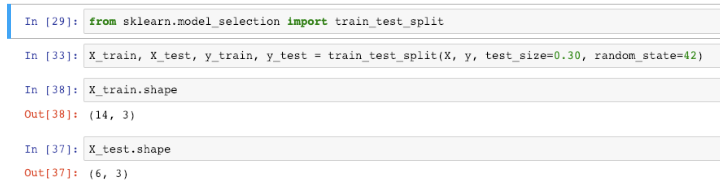 In [29]: from sklearn.model_selection import train_test_split
In [33]: X_train, X_test, y_train, y_test = train_test_split(X, y, test_size=0.30, random_state=42)
In [38]: X_train.shape
Out[38]: (14, 3)
In [37]: X_test.shape
Out[37]: (6, 3)